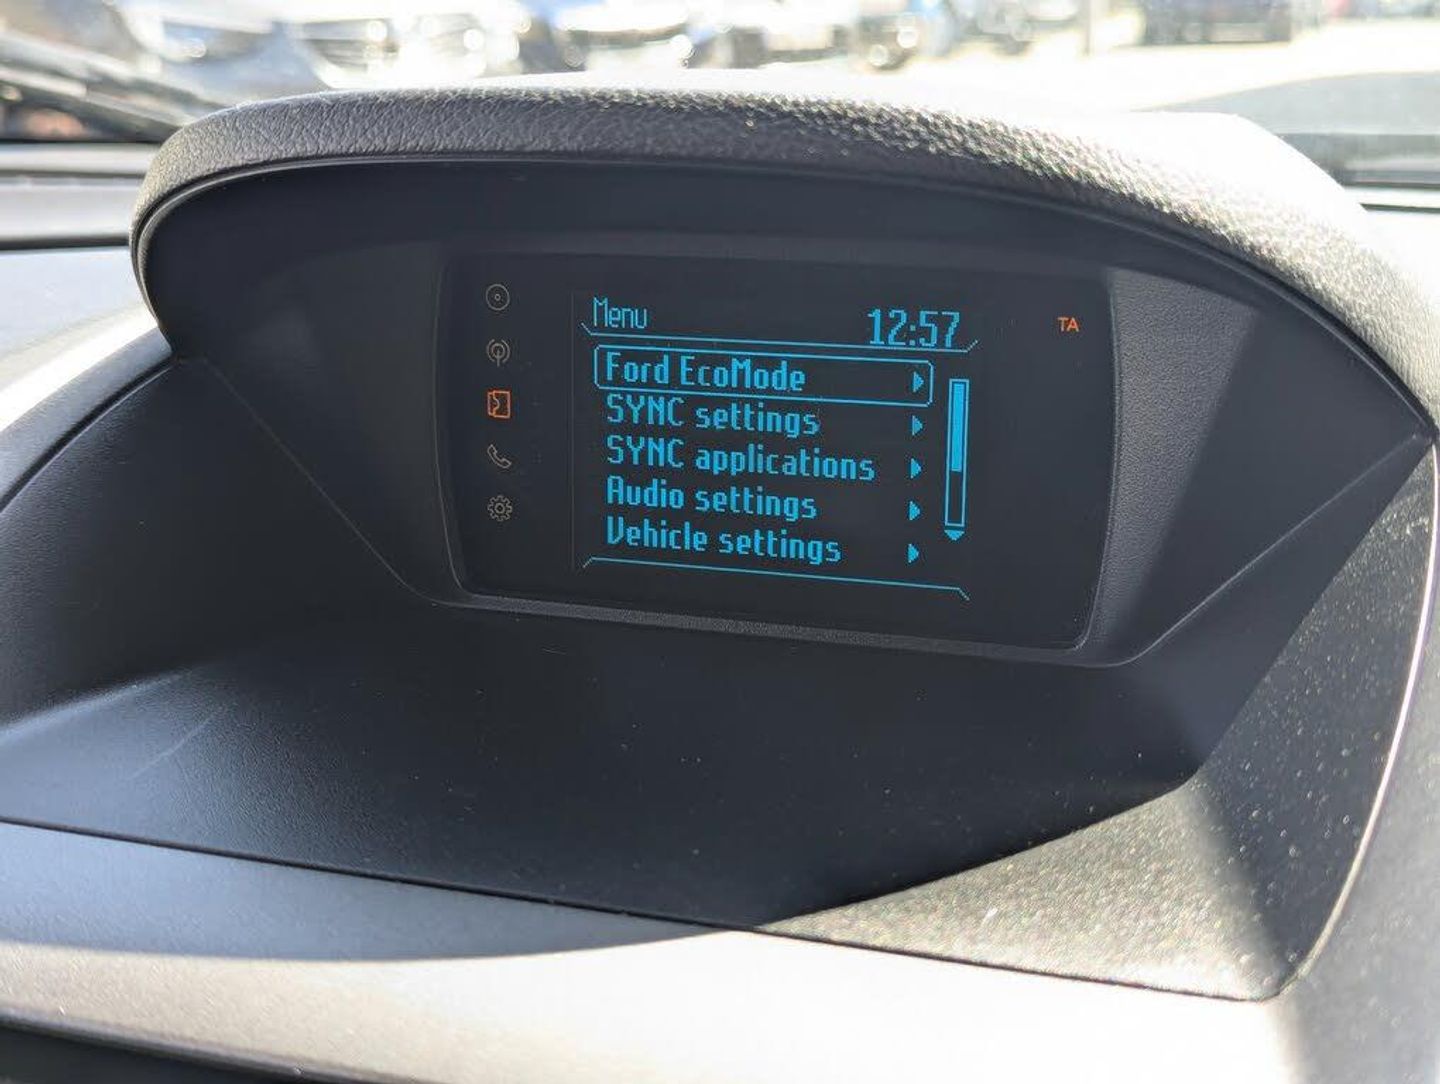 Menu 12:57 TA
Ford EcoMode
SYNC settings
SYNC applications
Audio settings
Vehicle settings